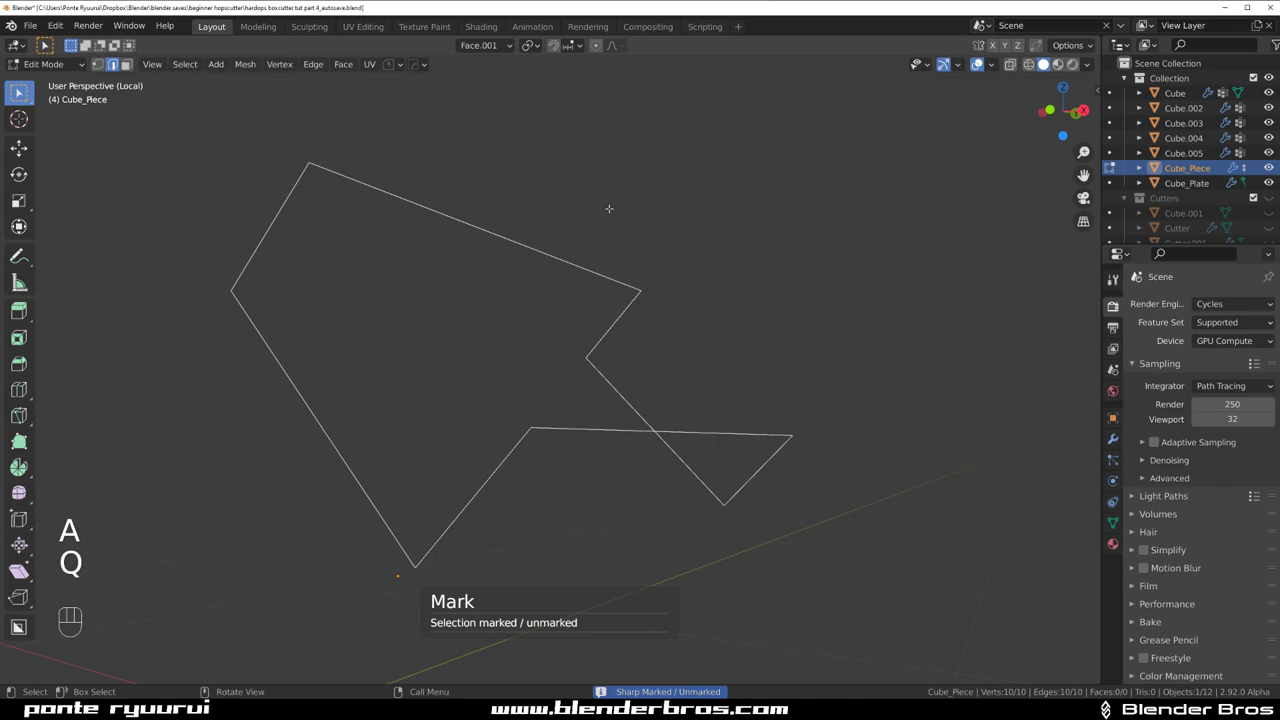 Blender* [C:\Users\Ponte Ryuurui\Dropbox\Blender\blender saves\beginner hopscutter\hardops boxcutter tut part 4_autosave.blend]
File Edit Render Window Help Layout Modeling Sculpting UV Editing Texture Paint Shading Animation Rendering Compositing Scripting Scene View Layer
Face.001 X Y Z Options
Edit Mode View Select Add Mesh Vertex Edge Face UV
Scene Collection
Collection
Cube
Cube.002
Cube.003
Cube.004
Cube.005
Cube_Piece
Cube_Plate
Cutters
Cube.001
Cutter
User Perspective (Local)
(4) Cube_Piece
Z
X
Y
Scene
Render Engi... Cycles
Feature Set Supported
Device GPU Compute
Sampling
Integrator Path Tracing
Render 250
Viewport 32
Adaptive Sampling
Denoising
Advanced
Light Paths
Volumes
Hair
Simplify
Motion Blur
Film
Performance
Bake
Grease Pencil
Freestyle
Color Management
A
Q
Mark
Selection marked / unmarked
Select Box Select Rotate View Call Menu Sharp Marked / Unmarked Cube_Piece | Verts:10/10 | Edges:10/10 | Faces:0/0 | Tris:0 | Objects:1/12 | 2.92.0 Alpha
ponte ryuurui www.blenderbros.com Blender Bros